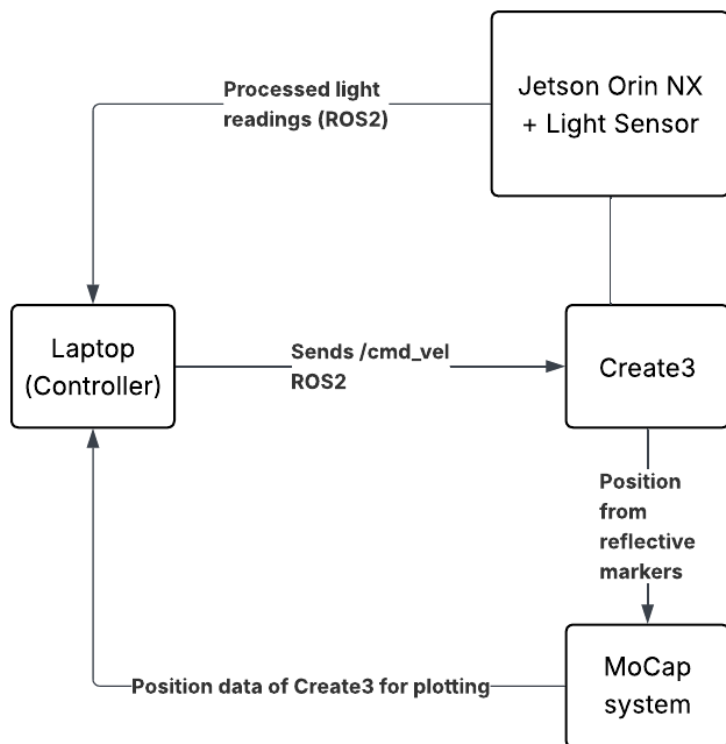 Processed light
readings (ROS2)
Jetson Orin NX
+ Light Sensor
Laptop
(Controller)
Sends /cmd_vel
ROS2
Create3
Position
from
reflective
markers
Position data of Create3 for plotting
MoCap
system